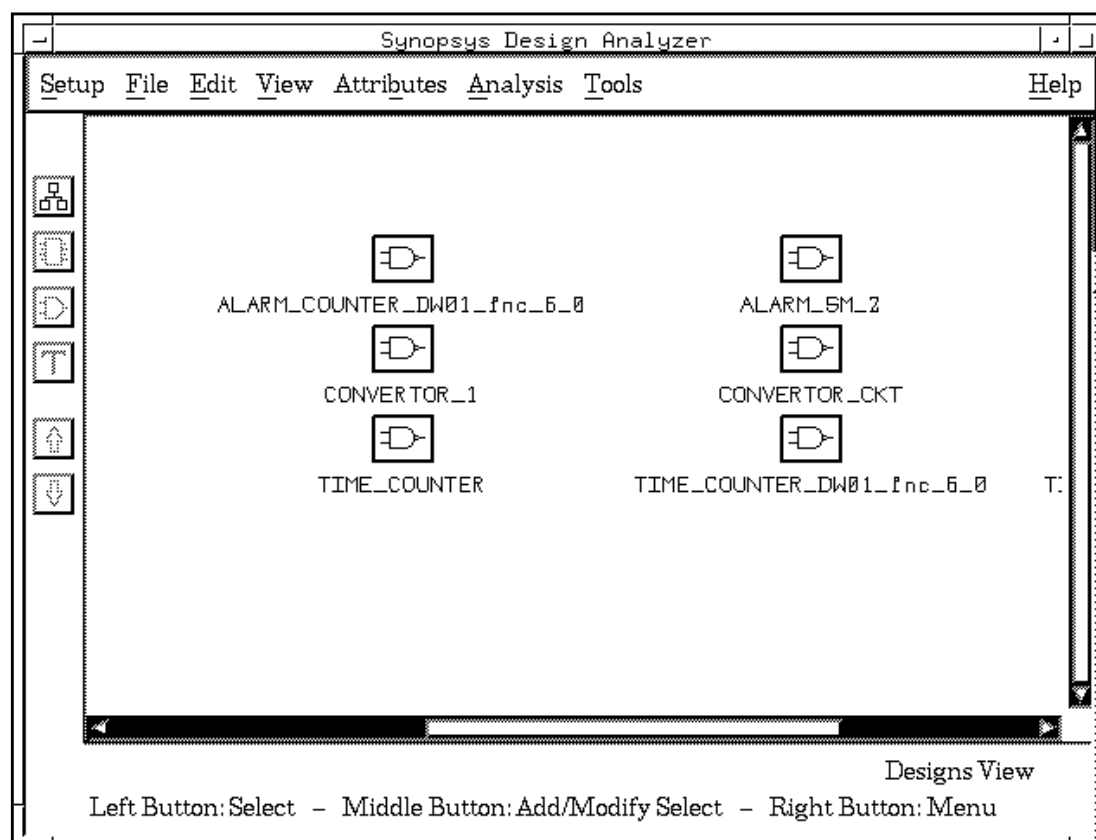 Synopsys Design Analyzer
Setup File Edit View Attributes Analysis Tools Help
ALARM_COUNTER_DW01_inc_6_0 ALARM_SM_2
CONVERTOR_1 CONVERTOR_CKT
TIME_COUNTER TIME_COUNTER_DW01_inc_6_0 TI
Designs View
Left Button: Select – Middle Button: Add/Modify Select – Right Button: Menu